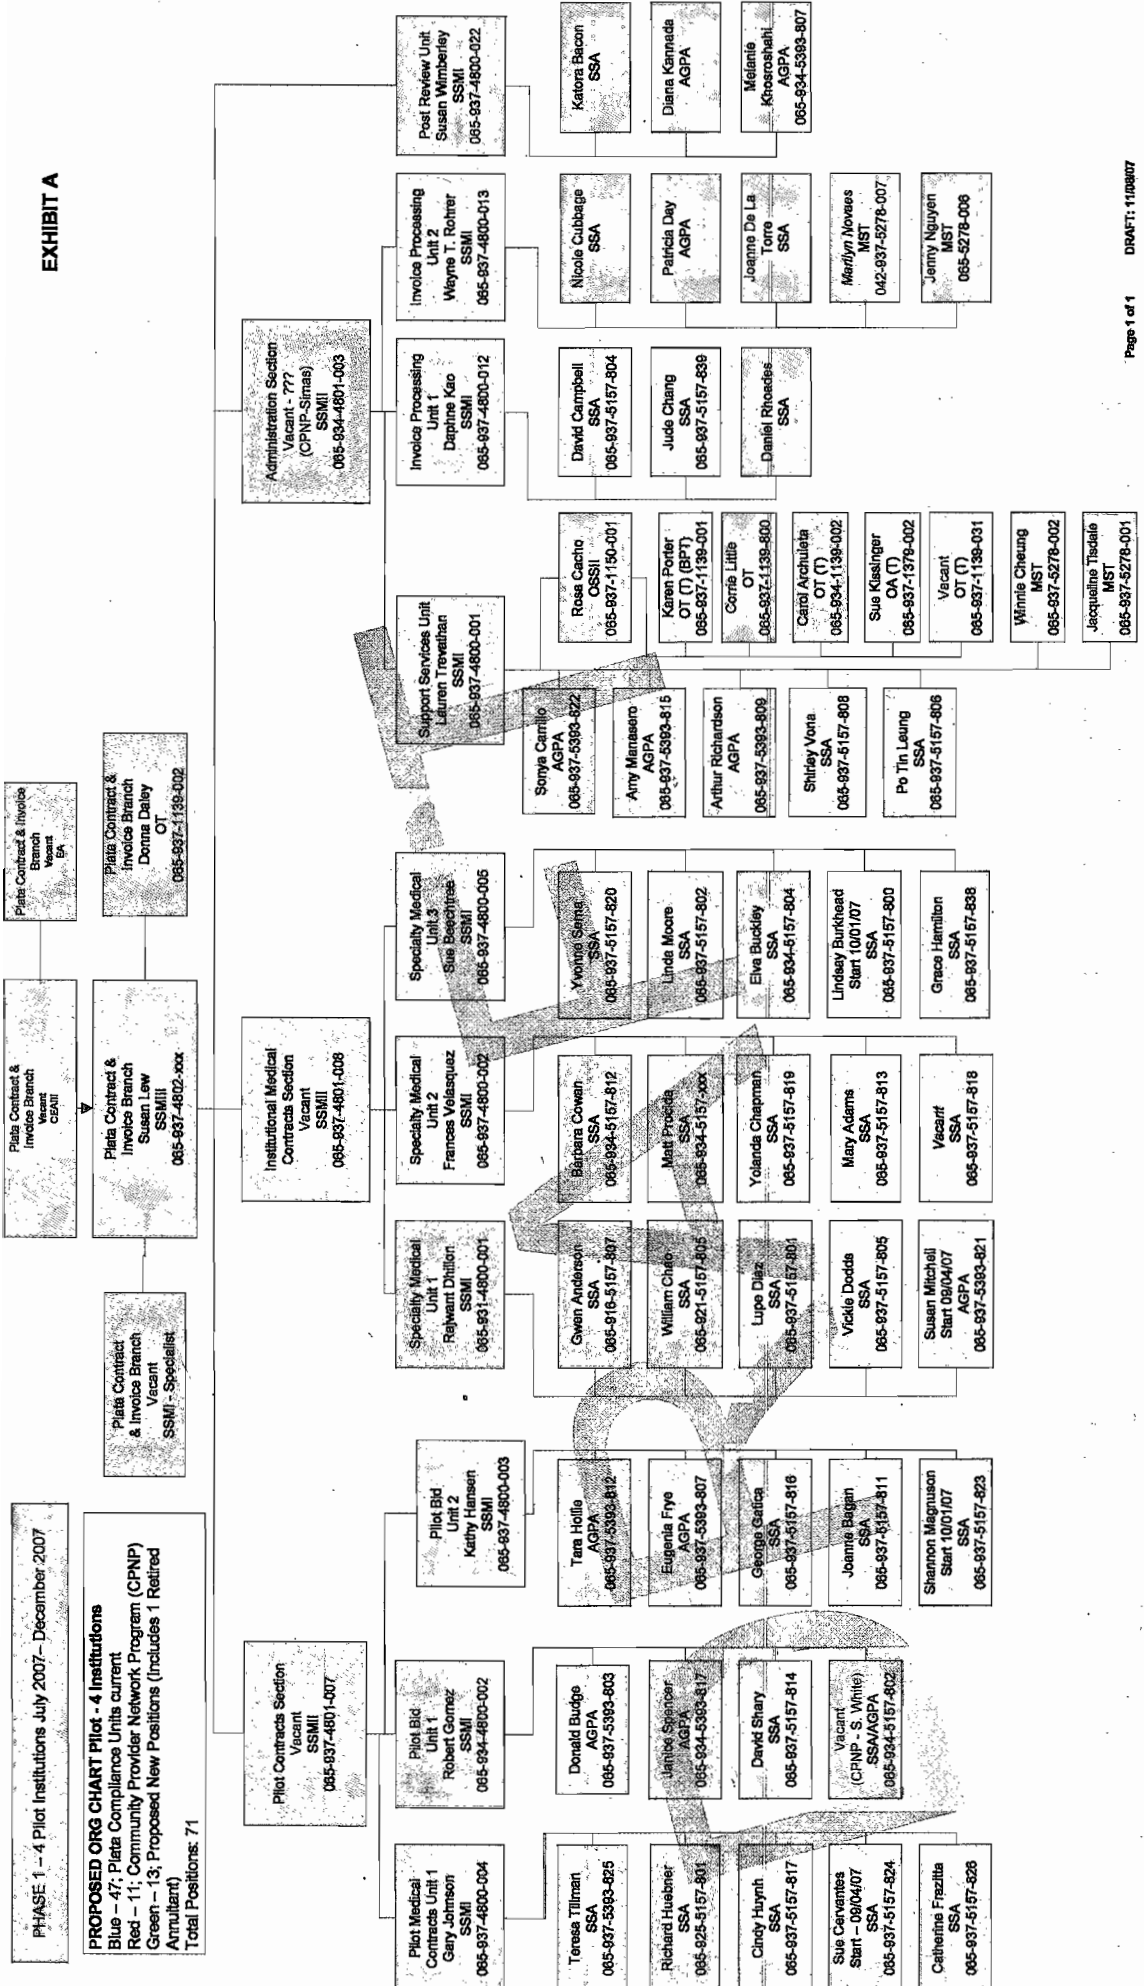 EXHIBIT A
PHASE 1 – 4 Pilot Institutions July 2007 – December 2007
PROPOSED ORG CHART Pilot - 4 Institutions
Blue – 47; Plata Compliance Units current
Red – 11; Community Provider Network Program (CPNP)
Green – 13; Proposed New Positions (Includes 1 Retired
Annuitant)
Total Positions: 71
Plata Contract &
Invoice Branch
Vacant
CEAIII
Plata Contract & Invoice
Branch
Vacant
EA
Plata Contract
& Invoice Branch
Vacant
SSMI - Specialist
Plata Contract &
Invoice Branch
Susan Lew
SSMIII
065-937-4802-xxx
Plata Contract &
Invoice Branch
Donna Daley
OT
065-937-1139-002
Pilot Contracts Section
Vacant
SSMII
065-937-4801-007
Institutional Medical
Contracts Section
Vacant
SSMII
065-937-4801-008
Administration Section
Vacant - ???
(CPNP-Simas)
SSMII
065-934-4801-003
Pilot Medical
Contracts Unit 1
Gary Johnson
SSMI
065-937-4800-004
Pilot Bid
Unit 1
Robert Gomez
SSMI
065-934-4800-002
Pilot Bid
Unit 2
Kathy Hansen
SSMI
065-937-4800-003
Specialty Medical
Unit 1
Rajwant Dhillon
SSMI
065-931-4800-001
Specialty Medical
Unit 2
Frances Velasquez
SSMI
065-937-4800-002
Specialty Medical
Unit 3
Sue Beechtree
SSMI
065-937-4800-005
Support Services Unit
Lauren Trevathan
SSMI
065-937-4800-001
Invoice Processing
Unit 1
Daphne Kao
SSMI
065-937-4800-012
Invoice Processing
Unit 2
Wayne T. Rohrer
SSMI
065-937-4800-013
Post Review Unit
Susan Wimberley
SSMI
065-937-4800-022
Teresa Tillman
SSA
065-937-5393-825
Richard Huebner
SSA
065-925-5157-801
Cindy Huynh
SSA
065-937-5157-817
Sue Cervantes
Start – 09/04/07
SSA
065-937-5157-824
Catherine Frazitta
SSA
065-937-5157-826
Donald Budge
AGPA
065-937-5393-803
Janice Spencer
AGPA
065-934-5393-817
David Shary
SSA
065-937-5157-814
Vacant
(CPNP - S. White)
SSA/AGPA
065-934-5157-802
Tara Hollie
AGPA
065-937-5393-812
Eugenia Frye
AGPA
065-937-5393-807
George Gatica
SSA
065-937-5157-816
Joanne Bagan
SSA
065-937-5157-811
Shannon Magnuson
Start 10/01/07
SSA
065-937-5157-823
Gwen Anderson
SSA
065-916-5157-807
William Chao
SSA
065-921-5157-805
Lupe Diaz
SSA
065-937-5157-801
Vickie Dodds
SSA
065-937-5157-805
Susan Mitchell
Start 09/04/07
AGPA
065-937-5393-821
Barbara Cowan
SSA
065-934-5157-812
Matt Procida
SSA
065-934-5157-xxx
Yolanda Chapman
SSA
065-937-5157-819
Mary Adams
SSA
065-937-5157-813
Vacant
SSA
065-937-5157-818
Yvonne Serna
SSA
065-937-5157-820
Linda Moore
SSA
065-937-5157-802
Elva Buckley
SSA
065-934-5157-804
Lindsay Burkhead
Start 10/01/07
SSA
065-937-5157-800
Grace Hamilton
SSA
065-937-5157-838
Sonya Carrillo
AGPA
065-937-5393-822
Amy Manasero
AGPA
065-937-5393-815
Arthur Richardson
AGPA
065-937-5393-809
Shirley Vona
SSA
065-937-5157-808
Po Tin Leung
SSA
065-937-5157-806
Rosa Cacho
OSSII
065-937-1150-001
Karen Porter
OT (T) (BPT)
065-937-1139-001
Corrie Little
OT
065-937-1139-800
Carol Archuleta
OT (T)
065-934-1139-002
Sue Kissinger
OA (T)
065-937-1379-002
Vacant
OT (T)
065-937-1139-031
Winnie Cheung
MST
065-937-5278-002
Jacqueline Tisdale
MST
065-937-5278-001
David Campbell
SSA
065-937-5157-804
Jude Chang
SSA
065-937-5157-839
Daniel Rhoades
SSA
Nicole Cubbage
SSA
Patricia Day
AGPA
Joanne De La
Torre
SSA
Marilyn Novaes
MST
042-937-5278-007
Jenny Nguyen
MST
065-5278-006
Katora Bacon
SSA
Diana Kannada
AGPA
Melanie
Khosroshahi
AGPA
065-934-5393-807
DRAFT
Page 1 of 1
DRAFT: 11/08/07